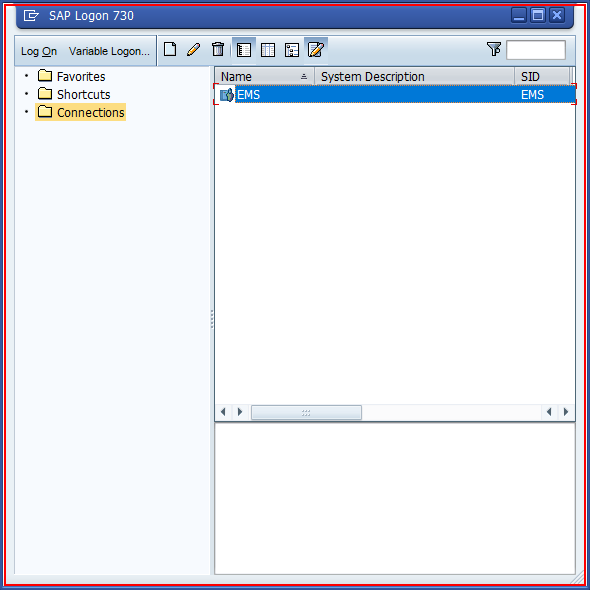 SAP Logon 730
Log On Variable Logon...
Favorites
Shortcuts
Connections
Name System Description SID
EMS EMS